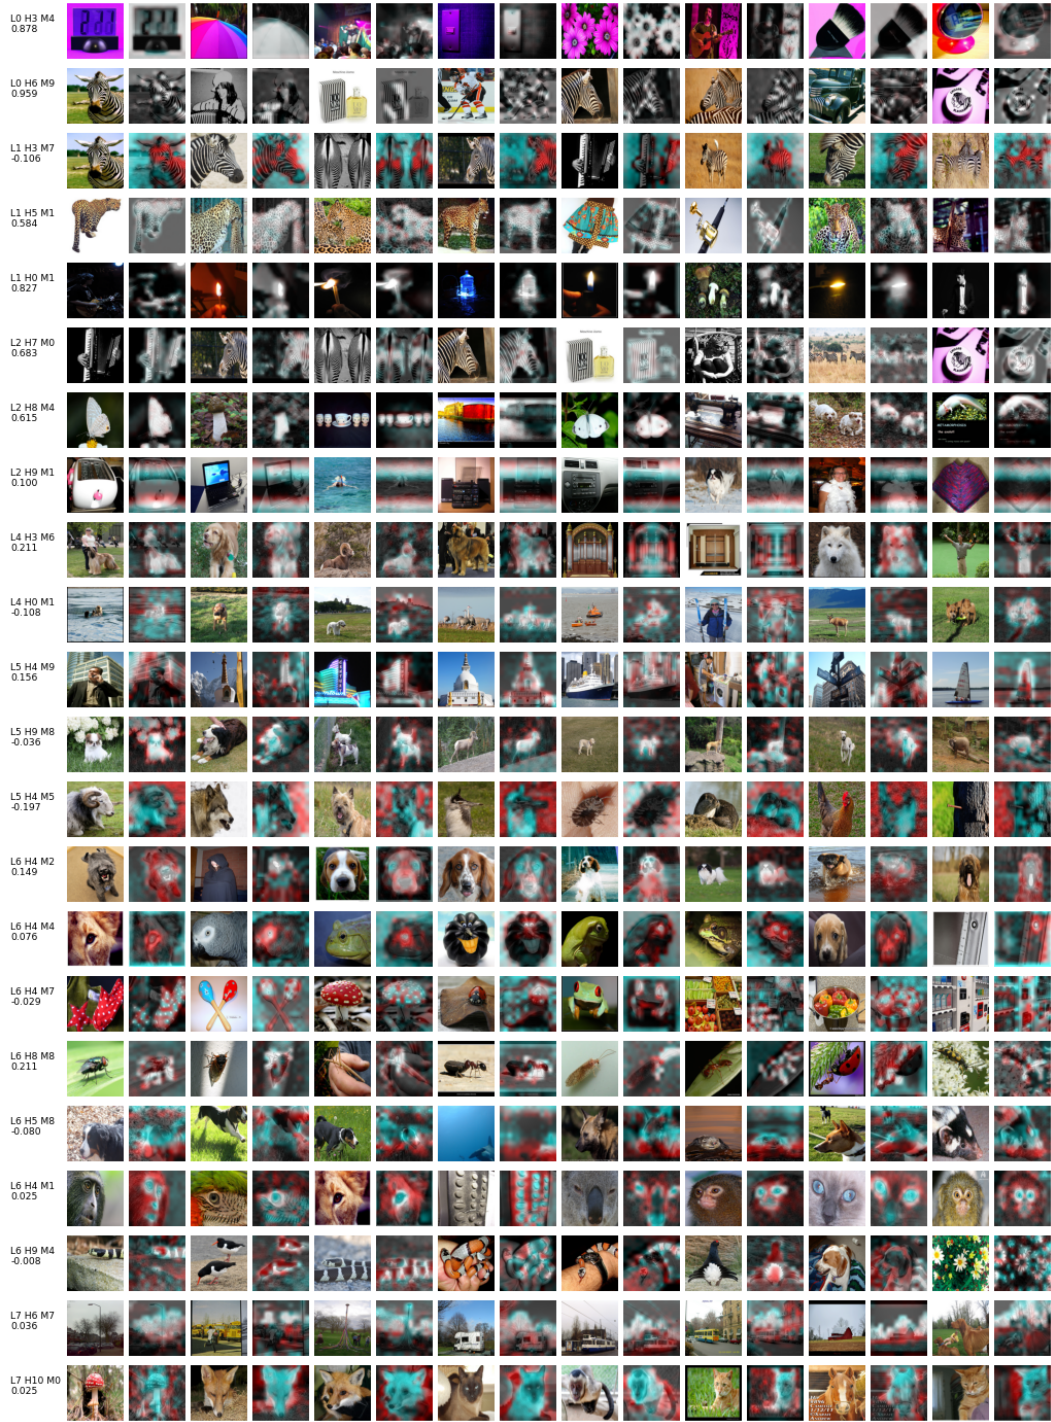 L0 H3 M4
0.878
L0 H6 M9
0.959
L1 H3 M7
-0.106
L1 H5 M1
0.584
L1 H0 M1
0.827
L2 H7 M0
0.683
L2 H8 M4
0.615
L2 H9 M1
0.100
L4 H3 M6
0.211
L4 H0 M1
-0.108
L5 H4 M9
0.156
L5 H9 M8
-0.036
L5 H4 M5
-0.197
L6 H4 M2
0.149
L6 H4 M4
0.076
L6 H4 M7
-0.029
L6 H8 M8
0.211
L6 H5 M8
-0.080
L6 H4 M1
0.025
L6 H9 M4
-0.008
L7 H6 M7
0.036
L7 H10 M0
0.025